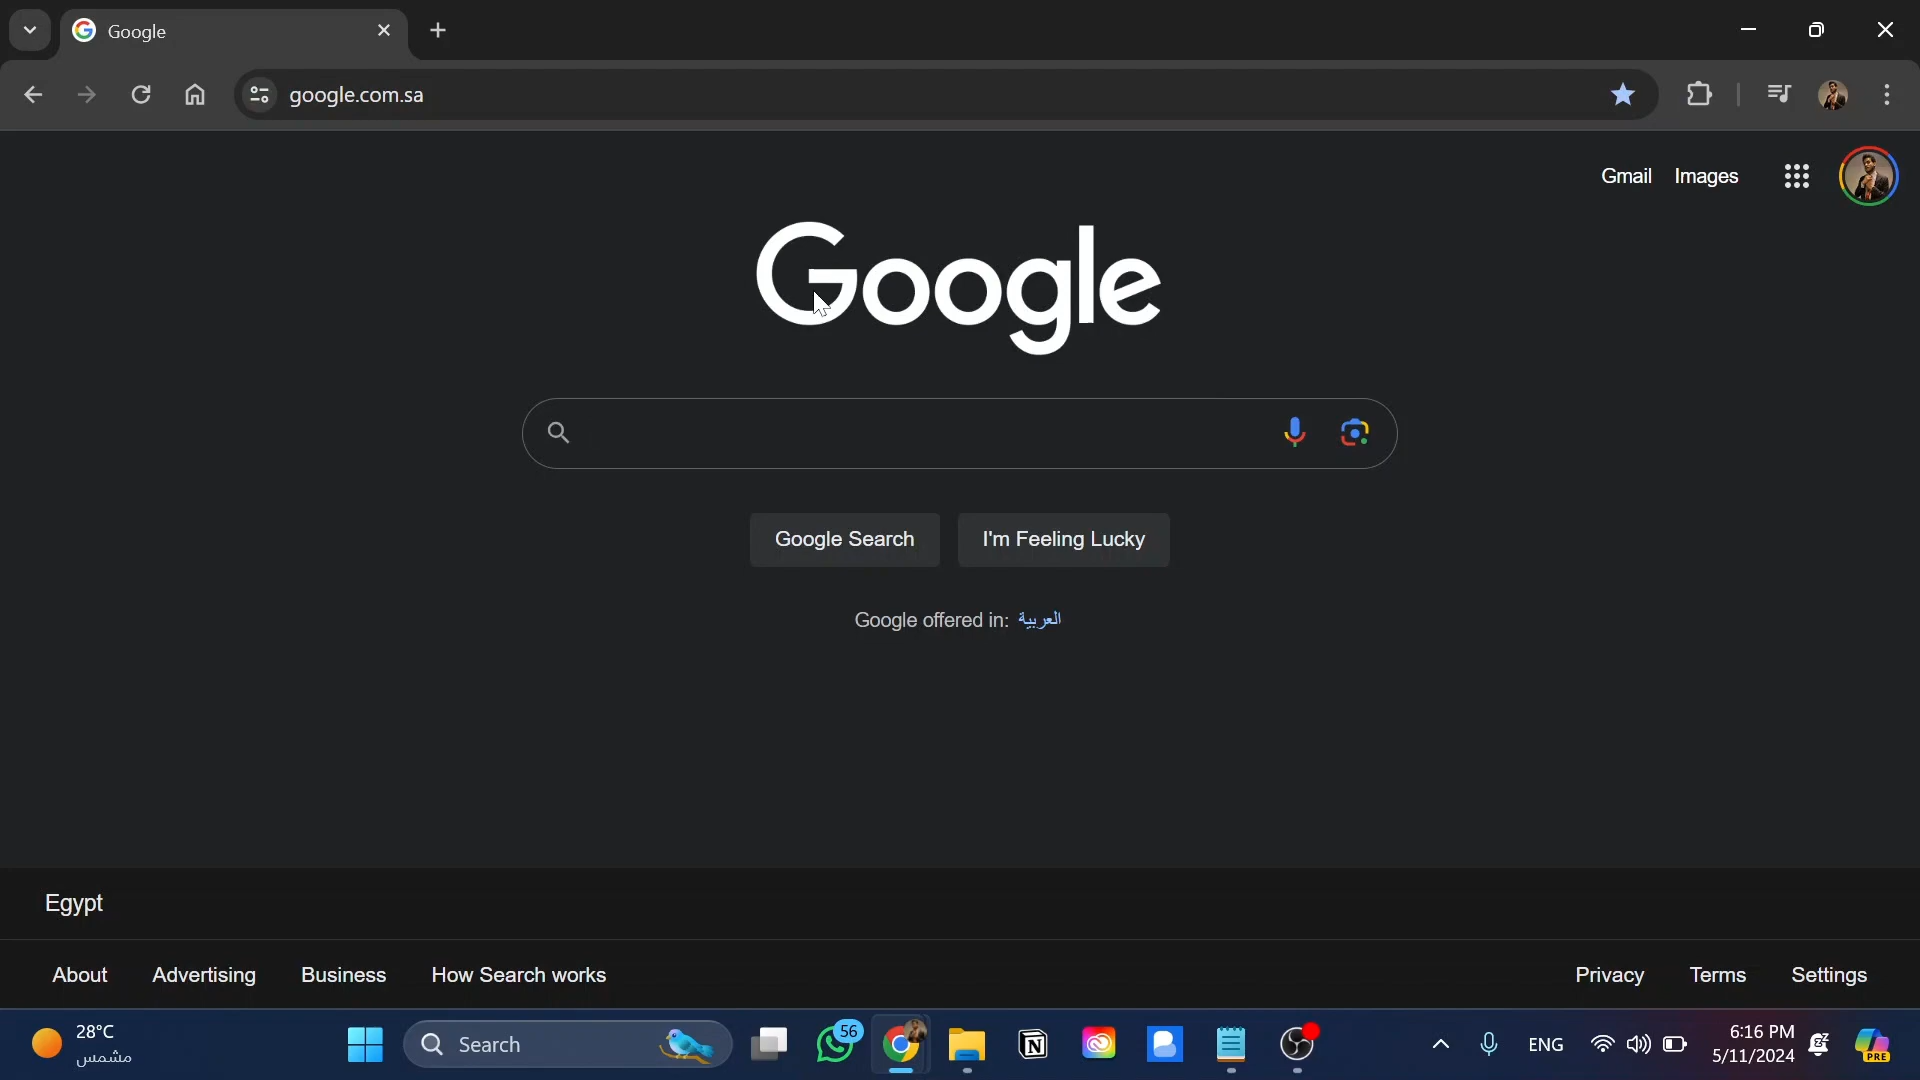 Google
google.com.sa
Gmail Images
Google
Google Search I'm Feeling Lucky
Google offered in: العربية
Egypt
About Advertising Business How Search works Privacy Terms Settings
28°C
مشمس
Search
56
ENG
6:16 PM
5/11/2024
PRE